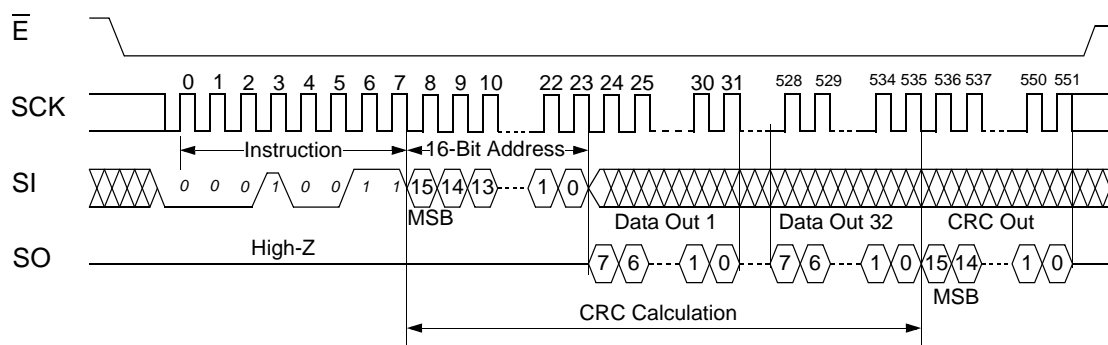 E
0 1 2 3 4 5 6 7 8 9 10 22 23 24 25 30 31 528 529 534 535 536 537 550 551
SCK
Instruction 16-Bit Address
SI 0 0 0 1 0 0 1 1 15 14 13 1 0
MSB Data Out 1 Data Out 32 CRC Out
High-Z
SO 7 6 1 0 7 6 1 0 15 14 1 0
MSB
CRC Calculation